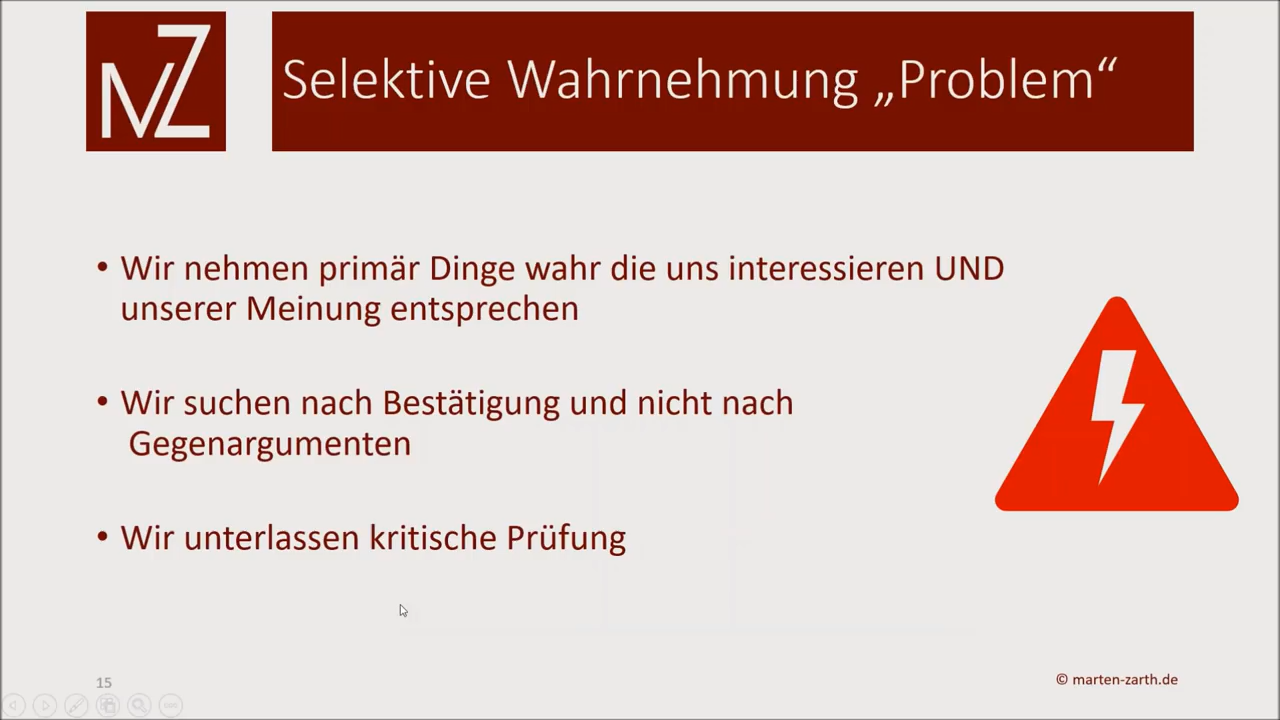 MZ
Selektive Wahrnehmung „Problem“
• Wir nehmen primär Dinge wahr die uns interessieren UND
unserer Meinung entsprechen
• Wir suchen nach Bestätigung und nicht nach
Gegenargumenten
• Wir unterlassen kritische Prüfung
15
© marten-zarth.de